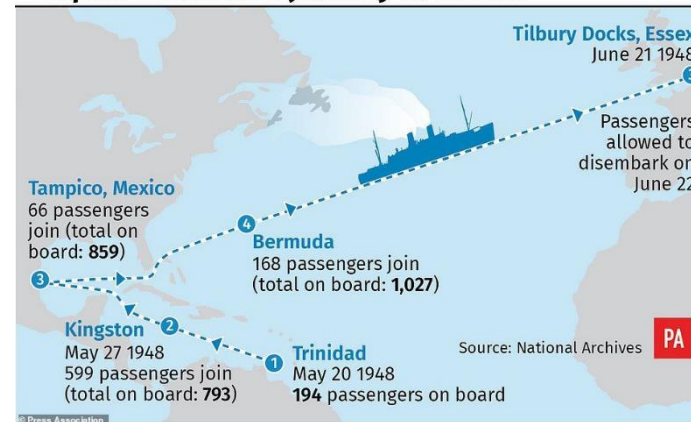 Tilbury Docks, Essex
June 21 1948
Passengers
allowed to
disembark on
June 22
Tampico, Mexico
66 passengers
join (total on
board: 859)
4
Bermuda
168 passengers join
(total on board: 1,027)
3
2
Kingston
May 27 1948
599 passengers join
(total on board: 793)
1
Trinidad
May 20 1948
194 passengers on board
Source: National Archives
PA
© Press Association